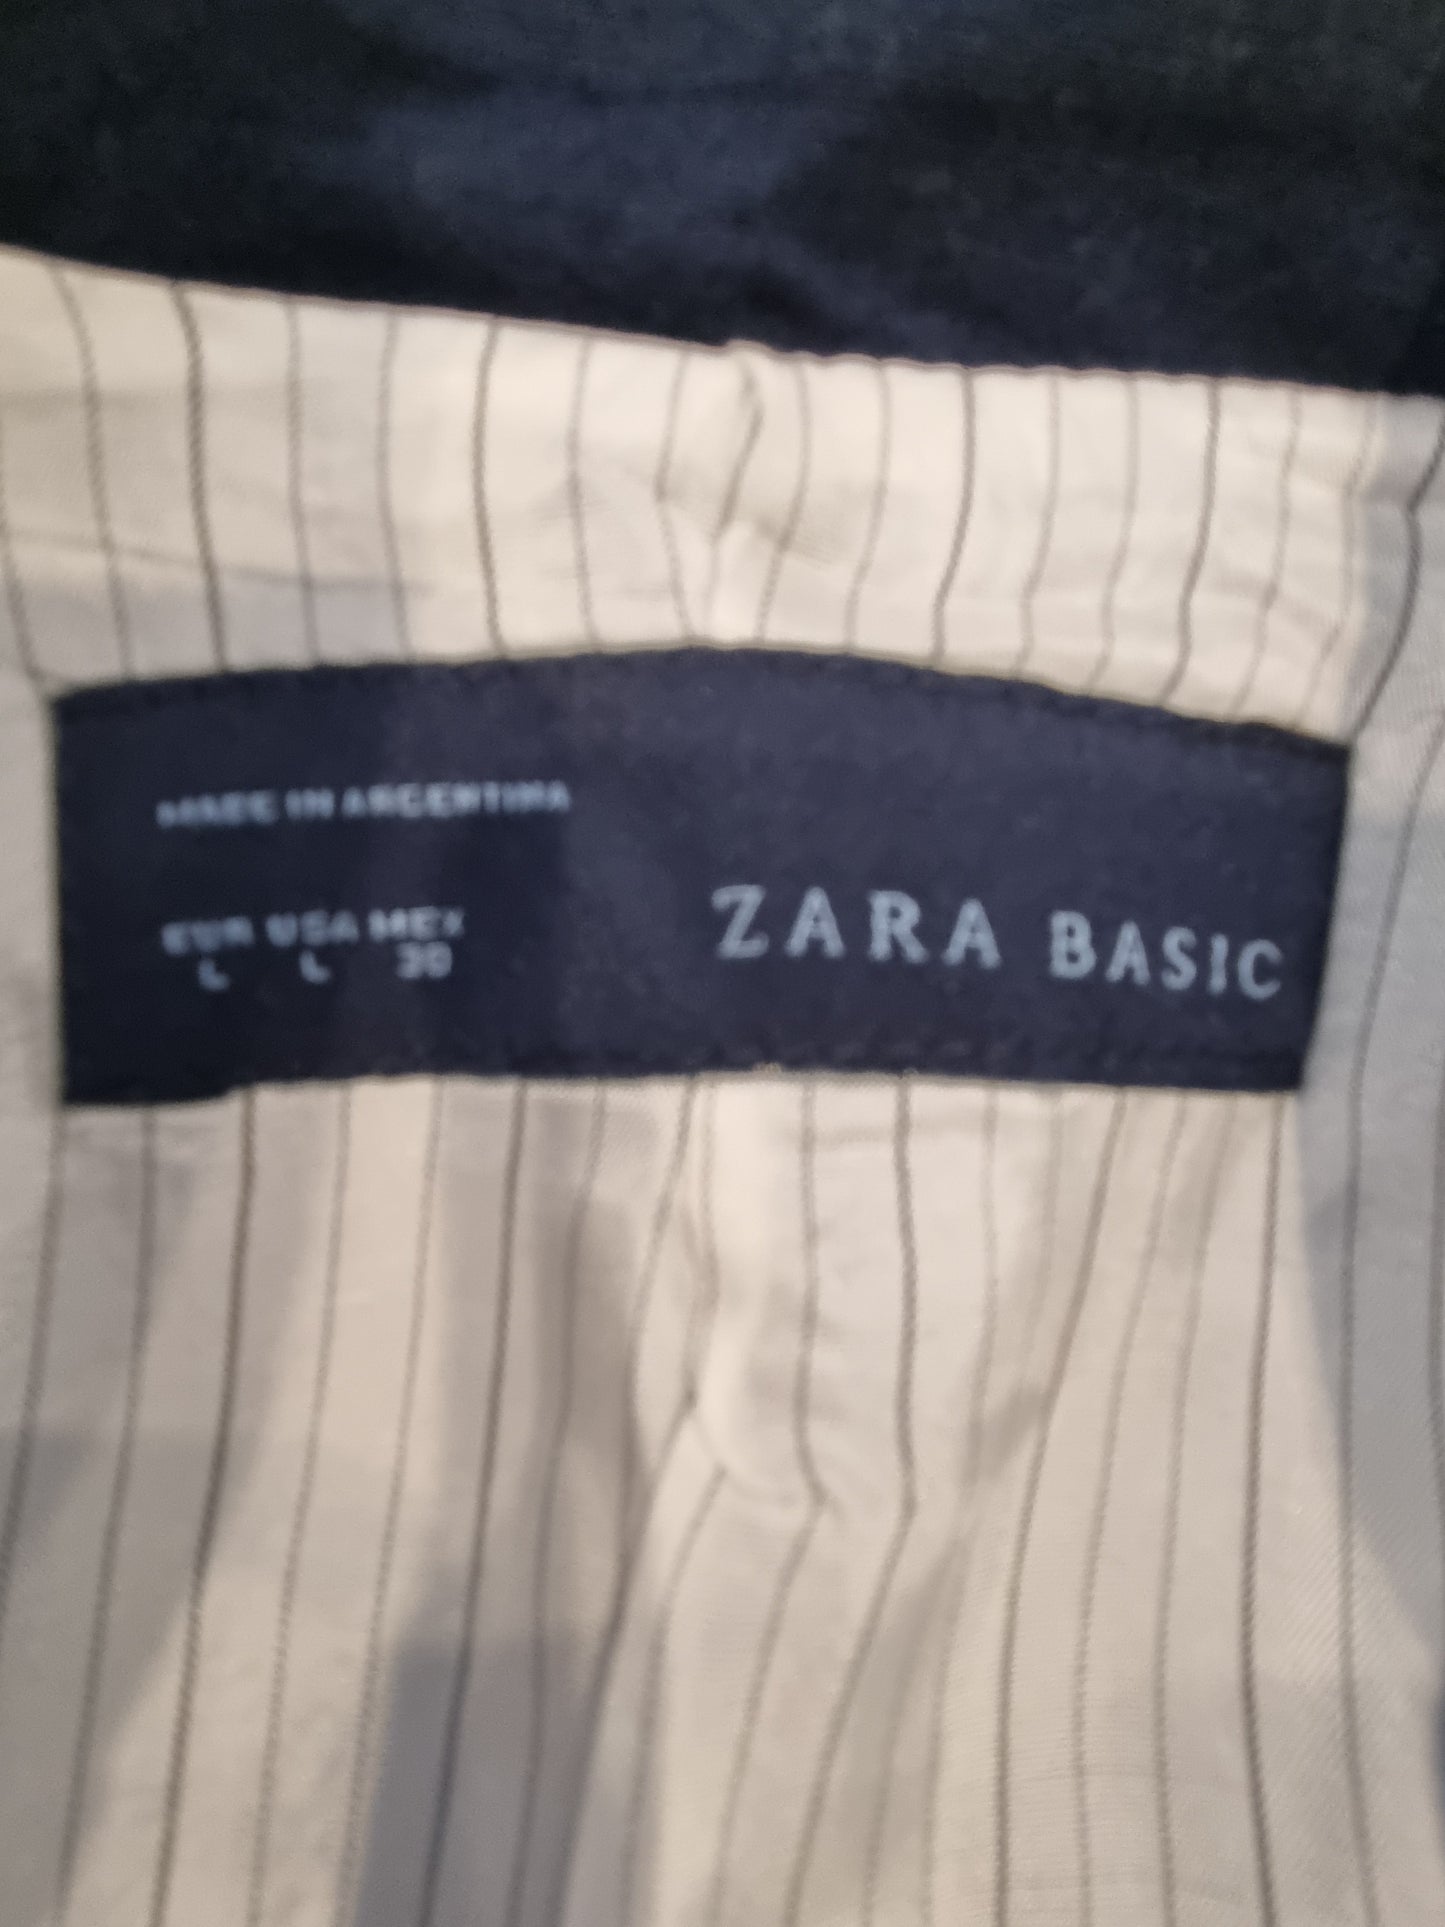 MADE IN ARGENTINA
EUR USA MEX
L L 30
ZARA BASIC